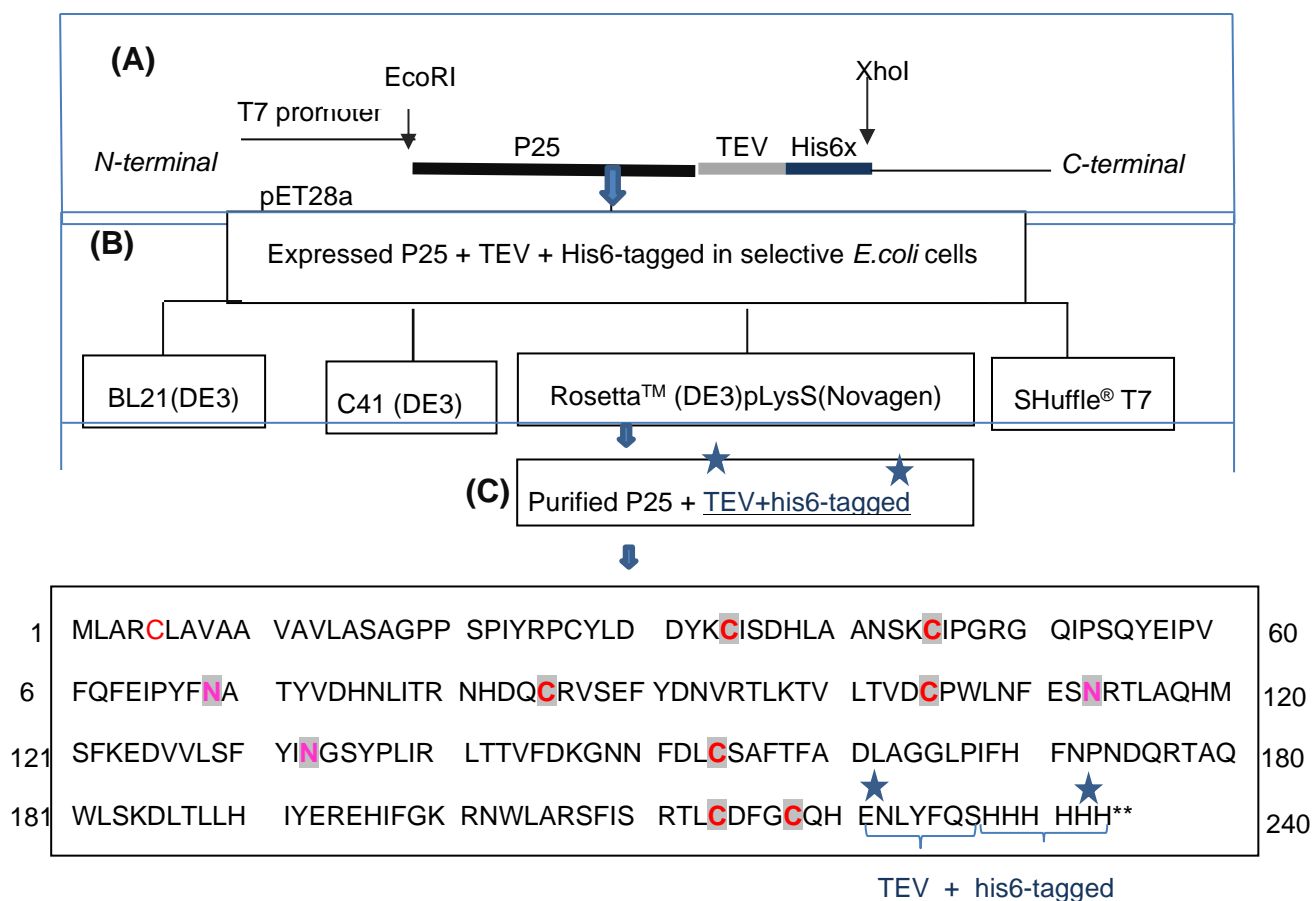 (A)
EcoRI
XhoI
T7 promoter
P25
TEV
His6x
N-terminal
C-terminal
pET28a
(B)
Expressed P25 + TEV + His6-tagged in selective E.coli cells
BL21(DE3)
C41 (DE3)
Rosetta™ (DE3)pLysS(Novagen)
SHuffle® T7
(C)
Purified P25 + TEV+his6-tagged
1 MLARCLAVAA VAVLASAGPP SPIYRPCYLD DYKCISDHLA ANSKCIPGRG QIPSQYEIPV 60
6 FQFEIPYFNA TYVDHNLITR NHDQCRVSEF YDNVRTLKTV LTVDCPWLNF ESNRTLAQHM 120
121 SFKEDVVLSF YINGSYPLIR LTTVFDKGNN FDLCSAFTFA DLAGGLPIFH FNPNDQRTAQ 180
181 WLSKDLTLLH IYEREHIFGK RNWLARSFIS RTLCDFGCQH ENLYFQSHHH HHH** 240
TEV + his6-tagged